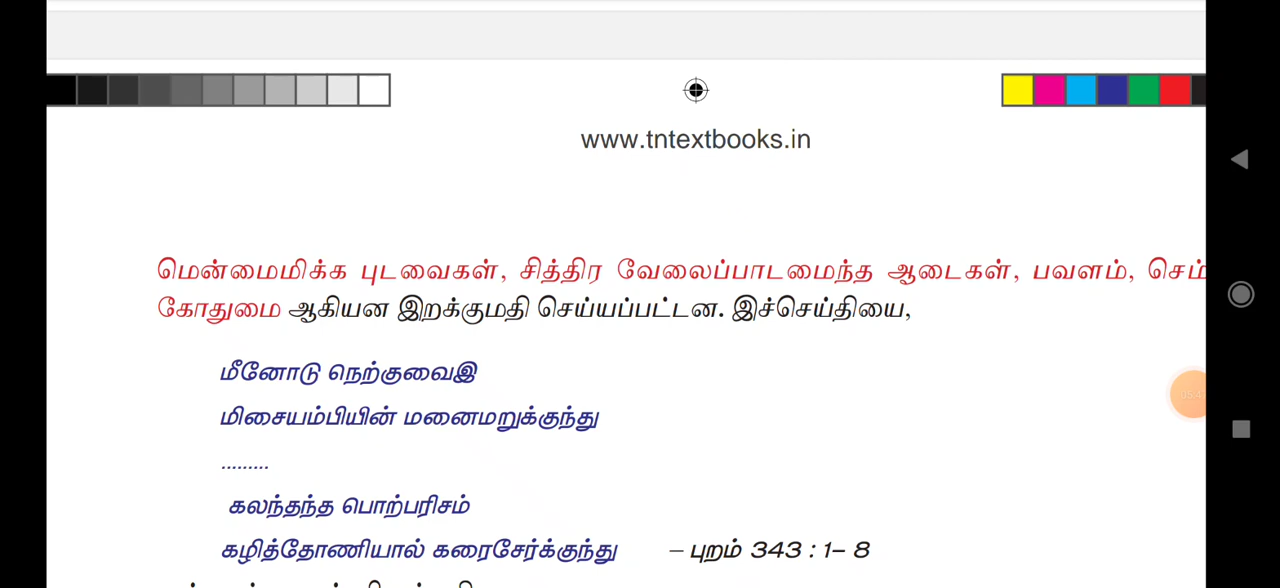 www.tntextbooks.in
மென்மைமிக்க புடவைகள், சித்திர வேலைப்பாடமைந்த ஆடைகள், பவளம்,
கோதுமை ஆகியன இறக்குமதி செய்யப்பட்டன. இச்செய்தியை,
மீனோடு நெற்குவைஇ
மிசையம்பியின் மனைமறுக்குந்து
.........
கலந்தந்த பொற்பரிசம்
கழித்தோணியால் கரைசேர்க்குந்து – புறம் 343 : 1– 8